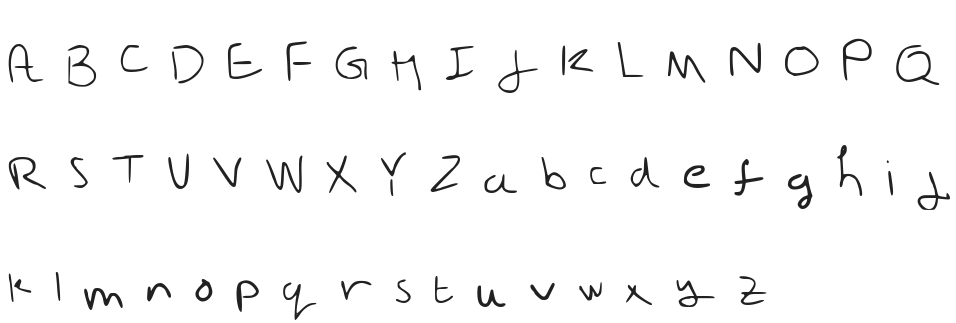 A B C D E F G H I J K L M N O P Q
R S T U V W X Y Z a b c d e f g h i j
k l m n o p q r s t u v w x y z